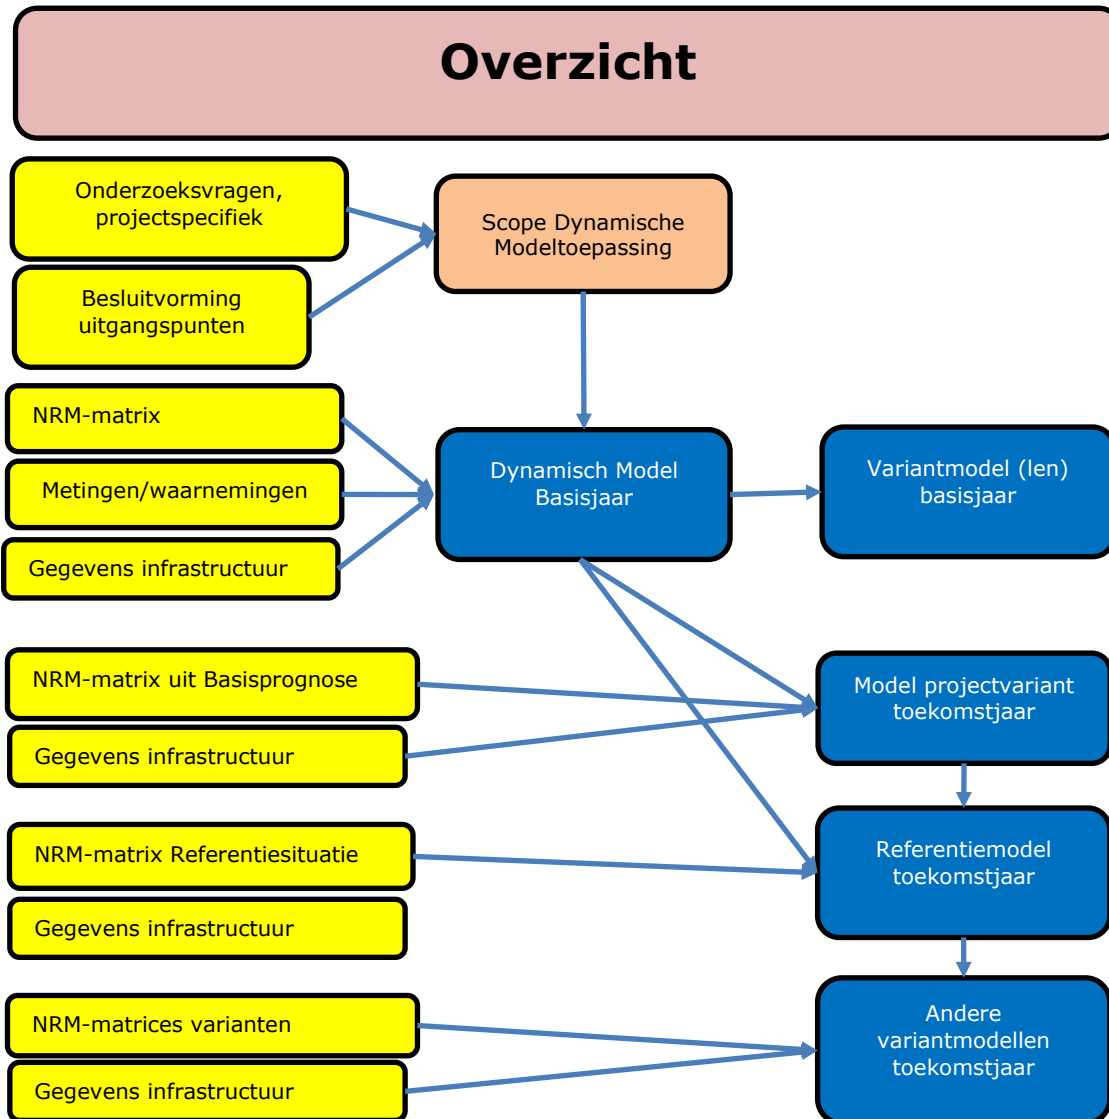 Overzicht
Onderzoeksvragen,
projectspecifiek
Scope Dynamische
Modeltoepassing
Besluitvorming
uitgangspunten
NRM-matrix
Metingen/waarnemingen
Gegevens infrastructuur
Dynamisch Model
Basisjaar
Variantmodel (len)
basisjaar
NRM-matrix uit Basisprognose
Gegevens infrastructuur
Model projectvariant
toekomstjaar
NRM-matrix Referentiesituatie
Gegevens infrastructuur
Referentiemodel
toekomstjaar
NRM-matrices varianten
Gegevens infrastructuur
Andere
variantmodellen
toekomstjaar